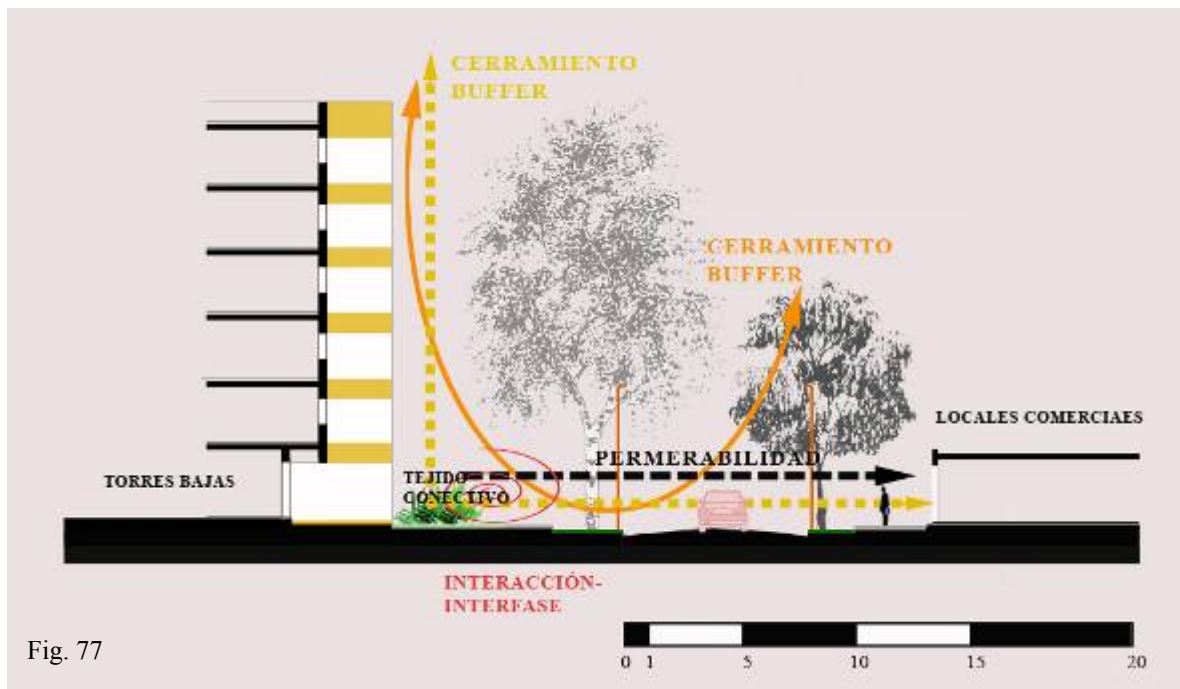 CERRAMIENTO
BUFFER
CERRAMIENTO
BUFFER
LOCALES COMERCIAES
PERMERABILIDAD
TORRES BAJAS
TEJIDO
CONECTIVO
INTERACCIÓN-
INTERFASE
Fig. 77
0 1 5 10 15 20